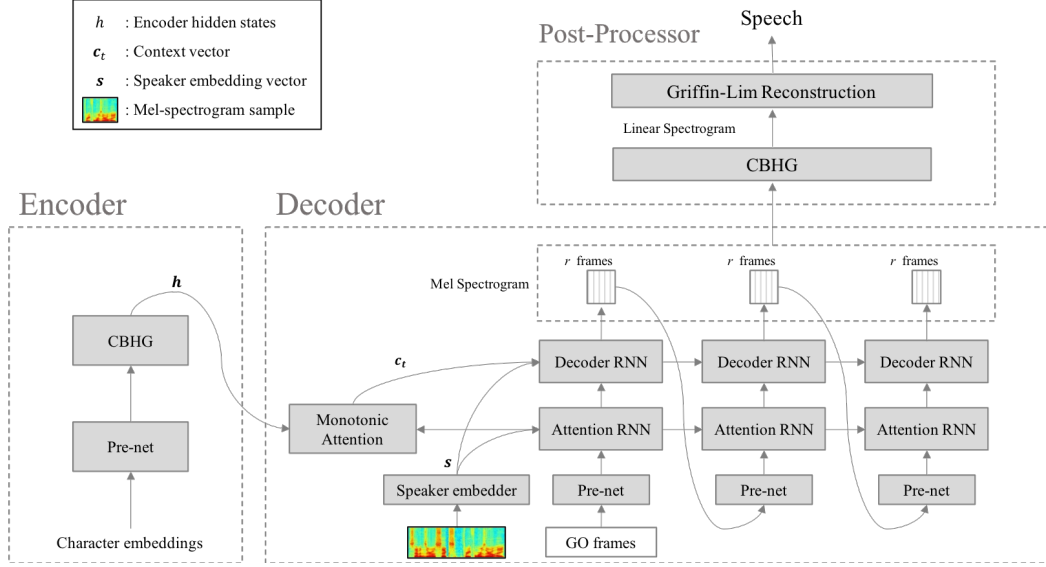 h : Encoder hidden states
c_t : Context vector
s : Speaker embedding vector
: Mel-spectrogram sample
Speech
Post-Processor
Griffin-Lim Reconstruction
Linear Spectrogram
CBHG
Encoder
h
CBHG
Pre-net
Character embeddings
Decoder
r frames
r frames
r frames
Mel Spectrogram
c_t
Decoder RNN
Decoder RNN
Decoder RNN
Monotonic
Attention
Attention RNN
Attention RNN
Attention RNN
s
Speaker embedder
Pre-net
Pre-net
Pre-net
GO frames